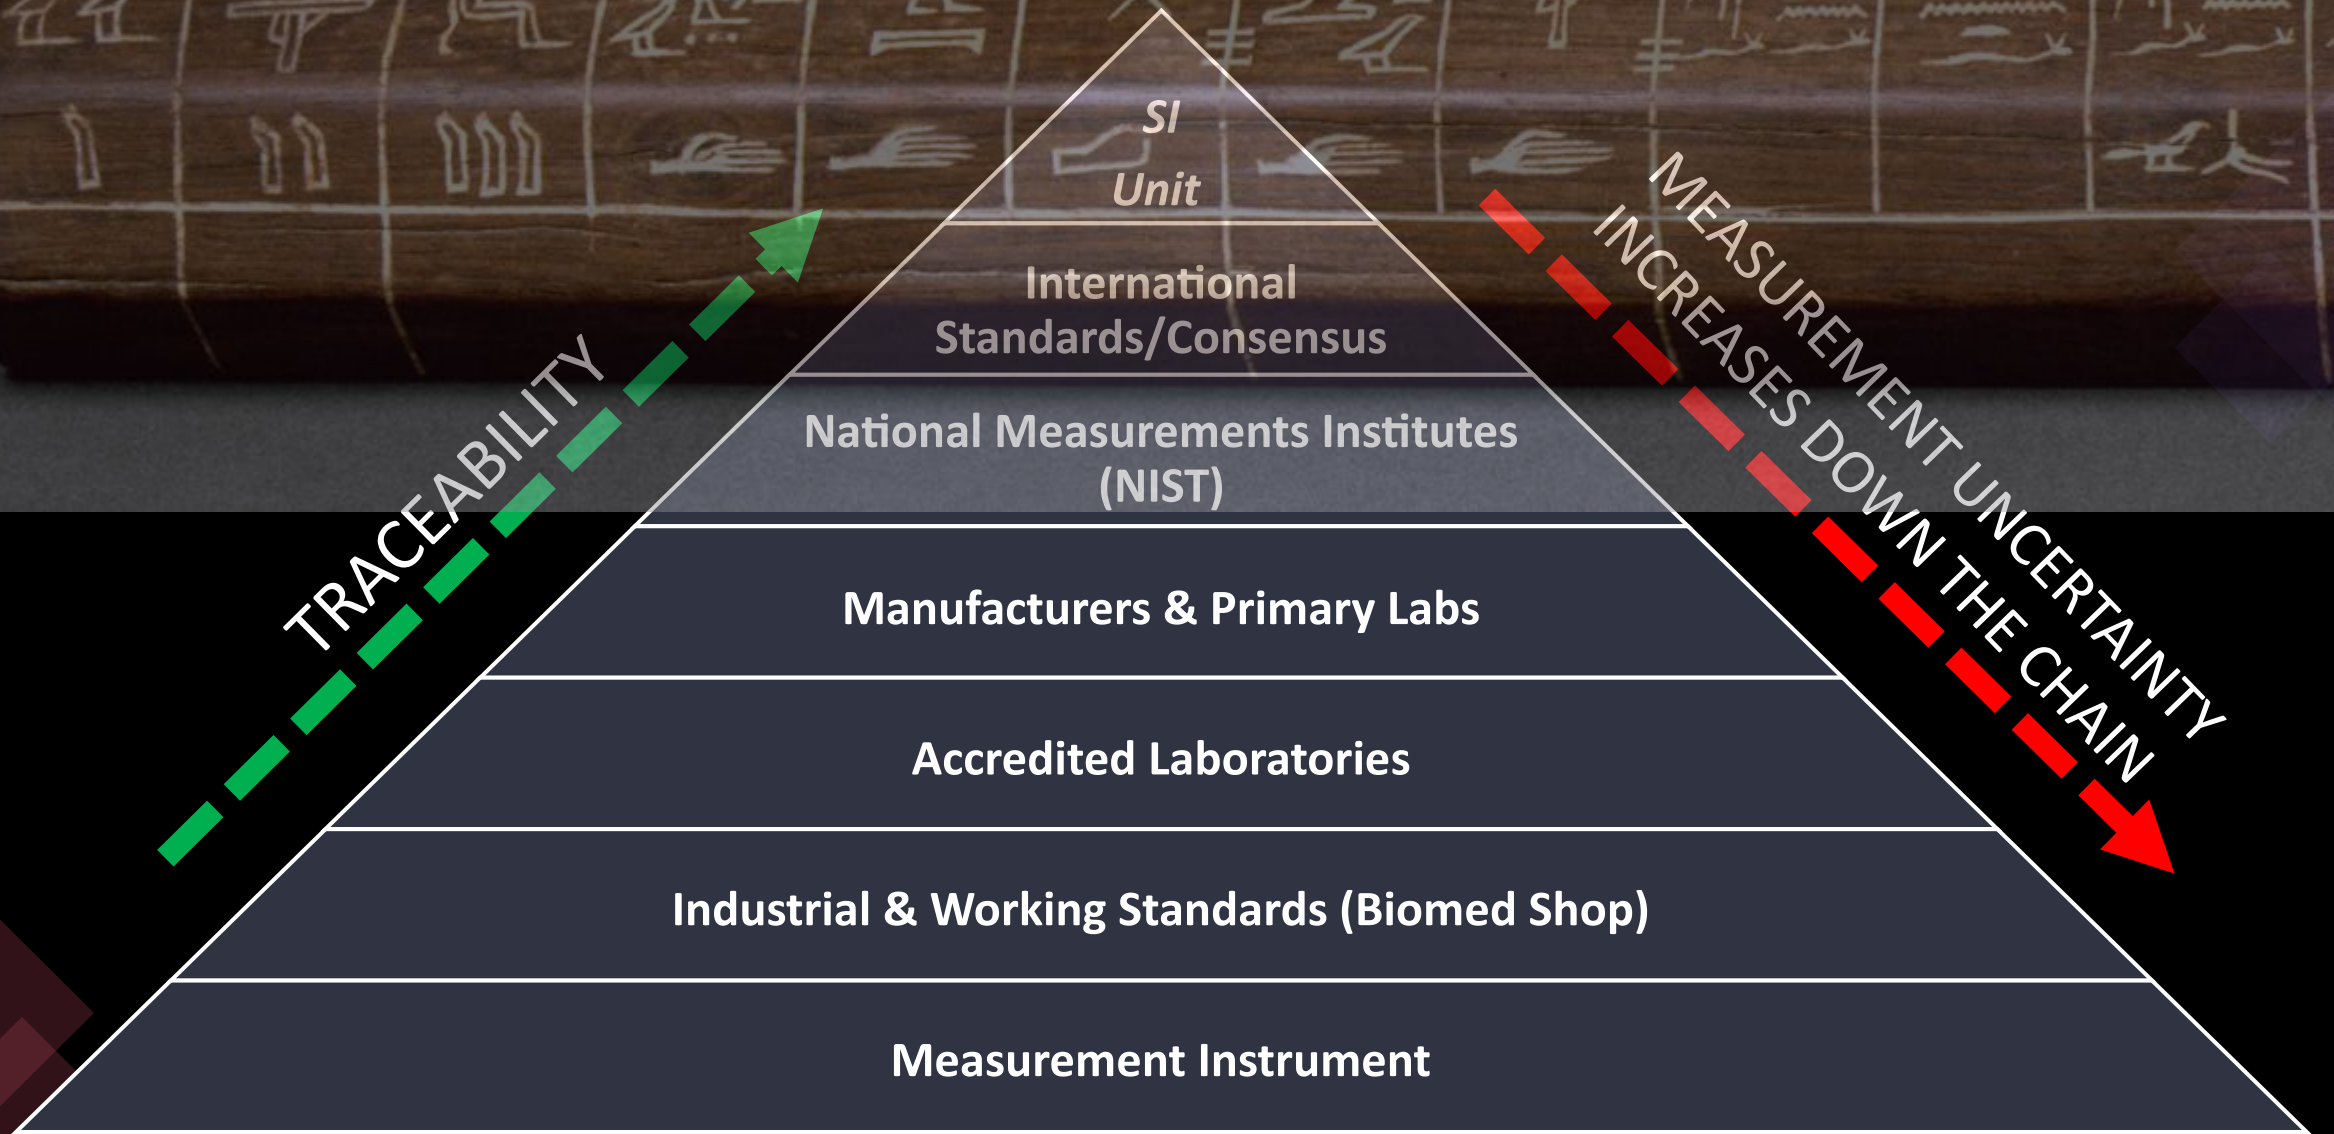 SI
Unit
International
Standards/Consensus
National Measurements Institutes
(NIST)
Manufacturers & Primary Labs
Accredited Laboratories
Industrial & Working Standards (Biomed Shop)
Measurement Instrument
TRACEABILITY
MEASUREMENT UNCERTAINTY
INCREASES DOWN THE CHAIN